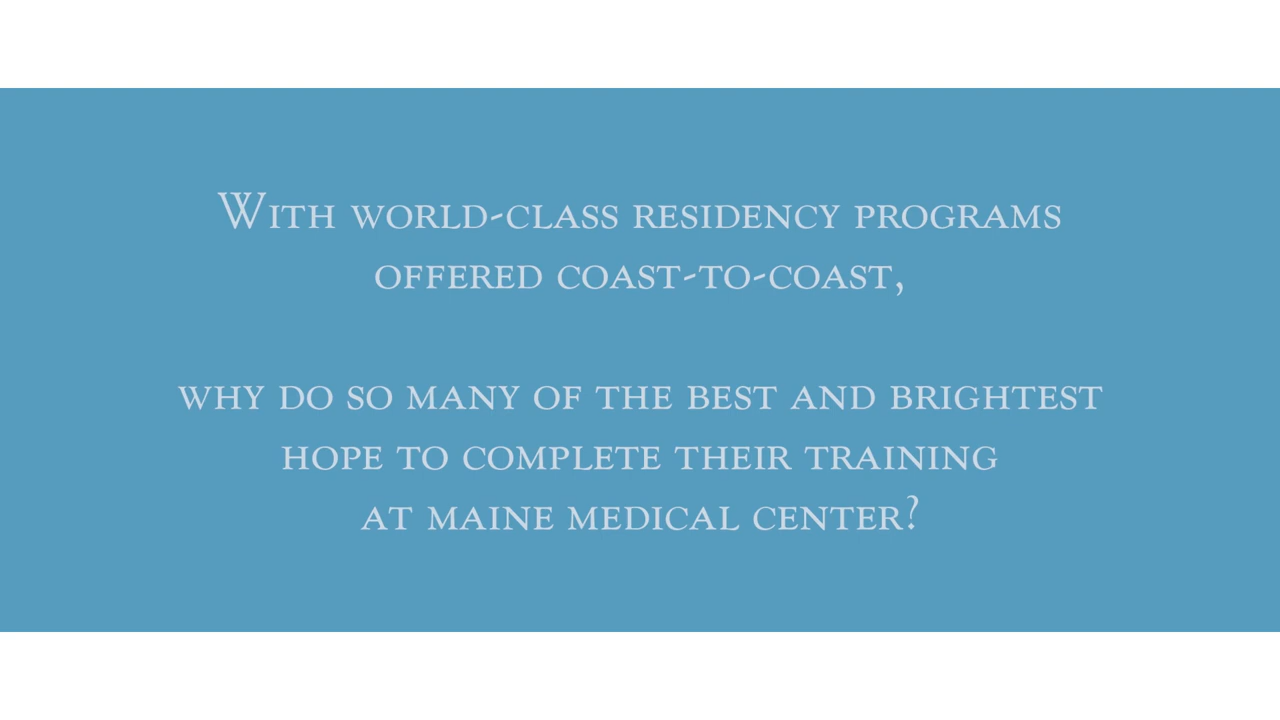 With world-class residency programs
offered coast-to-coast,
why do so many of the best and brightest
hope to complete their training
at maine medical center?